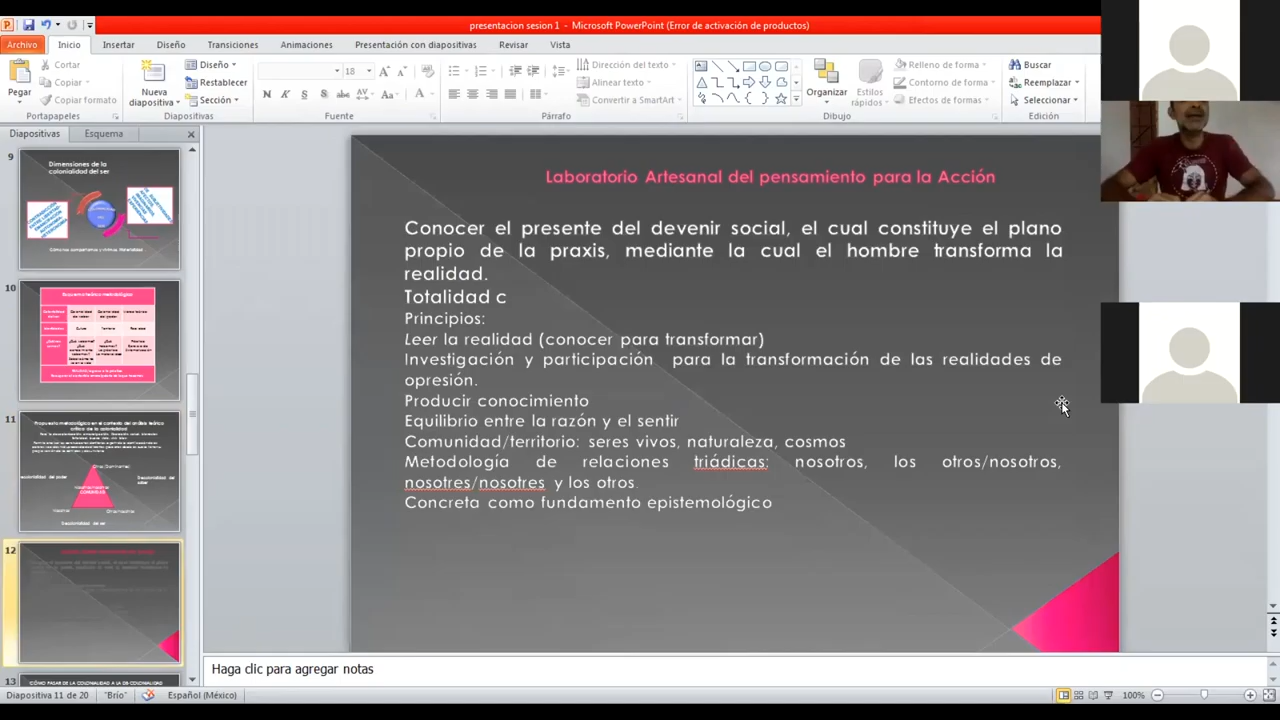 presentacion sesion 1 - Microsoft PowerPoint (Error de activación de productos)
Archivo Inicio Insertar Diseño Transiciones Animaciones Presentación con diapositivas Revisar Vista
Pegar
Cortar
Copiar
Copiar formato
Portapapeles
Nueva
diapositiva
Diseño
Restablecer
Sección
Diapositivas
18
Fuente
Dirección del texto
Alinear texto
Convertir a SmartArt
Párrafo
Organizar
Estilos
rápidos
Relleno de forma
Contorno de forma
Efectos de formas
Dibujo
Buscar
Reemplazar
Seleccionar
Edición
Diapositivas Esquema
9
Dimensiones de la
colonialidad del ser
10
11
12
13
Laboratorio Artesanal del pensamiento para la Acción
Conocer el presente del devenir social, el cual constituye el plano
propio de la praxis, mediante la cual el hombre transforma la
realidad.
Totalidad c
Principios:
Leer la realidad (conocer para transformar)
Investigación y participación para la transformación de las realidades de
opresión.
Producir conocimiento
Equilibrio entre la razón y el sentir
Comunidad/territorio: seres vivos, naturaleza, cosmos
Metodología de relaciones triádicas: nosotros, los otros/nosotros,
nosotres/nosotres y los otros.
Concreta como fundamento epistemológico
Haga clic para agregar notas
Diapositiva 11 de 20 "Brío" Español (México) 100%